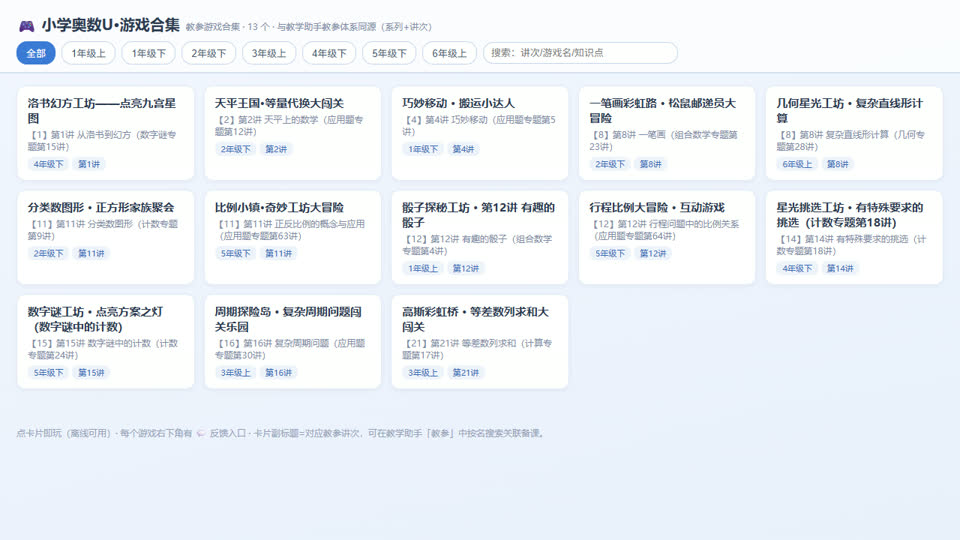 小学奥数U·游戏合集 教参游戏合集 · 13 个 · 与教学助手教参体系同源（系列+讲次）
全部 1年级上 1年级下 2年级下 3年级上 4年级下 5年级下 6年级上 搜索：讲次/游戏名/知识点
洛书幻方工坊——点亮九宫星图
【1】第1讲 从洛书到幻方（数字谜专题第15讲）
4年级下 第1讲
天平王国·等量代换大闯关
【2】第2讲 天平上的数学（应用题专题第12讲）
2年级下 第2讲
巧妙移动·搬运小达人
【4】第4讲 巧妙移动（应用题专题第5讲）
1年级下 第4讲
一笔画彩虹路·松鼠邮递员大冒险
【8】第8讲 一笔画（组合数学专题第23讲）
2年级下 第8讲
几何星光工坊·复杂直线形计算
【8】第8讲 复杂直线形计算（几何专题第28讲）
6年级上 第8讲
分类数图形·正方形家族聚会
【11】第11讲 分类数图形（计数专题第9讲）
2年级下 第11讲
比例小镇·奇妙工坊大冒险
【11】第11讲 正反比例的概念与应用（应用题专题第63讲）
5年级下 第11讲
骰子探秘工坊·第12讲 有趣的骰子
【12】第12讲 有趣的骰子（组合数学专题第4讲）
1年级上 第12讲
行程比例大冒险·互动游戏
【12】第12讲 行程问题中的比例关系（应用题专题第64讲）
5年级下 第12讲
星光挑选工坊·有特殊要求的挑选（计数专题第18讲）
【14】第14讲 有特殊要求的挑选（计数专题第18讲）
4年级下 第14讲
数字谜工坊·点亮方案之灯（数字谜中的计数）
【15】第15讲 数字谜中的计数（计数专题第24讲）
5年级下 第15讲
周期探险岛·复杂周期问题闯关乐园
【16】第16讲 复杂周期问题（应用题专题第30讲）
3年级上 第16讲
高斯彩虹桥·等差数列求和大闯关
【21】第21讲 等差数列求和（计算专题第17讲）
3年级上 第21讲
点卡片即玩（离线可用）· 每个游戏右下角有 反馈入口 · 卡片副标题=对应教参讲次，可在教学助手「教参」中按名搜索关联备课。